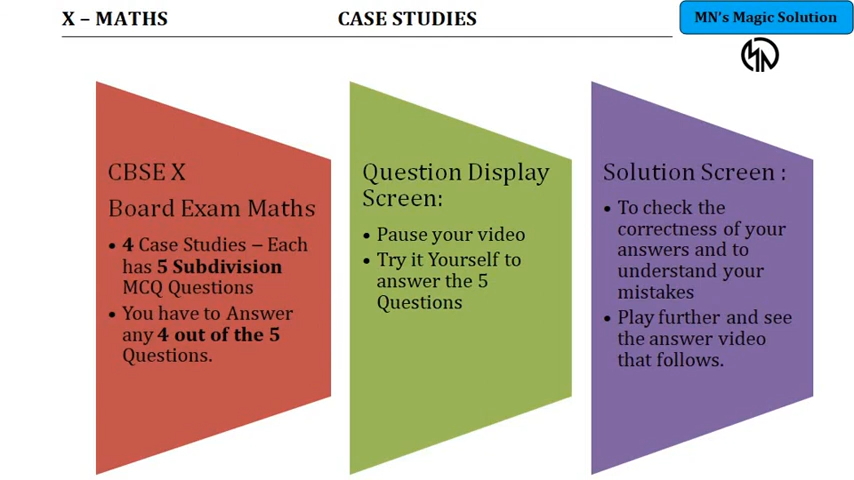 X – MATHS
CASE STUDIES
MN's Magic Solution
CBSE X
Board Exam Maths
• 4 Case Studies – Each
has 5 Subdivision
MCQ Questions
• You have to Answer
any 4 out of the 5
Questions.
Question Display
Screen:
• Pause your video
• Try it Yourself to
answer the 5
Questions
Solution Screen :
• To check the
correctness of your
answers and to
understand your
mistakes
• Play further and see
the answer video
that follows.